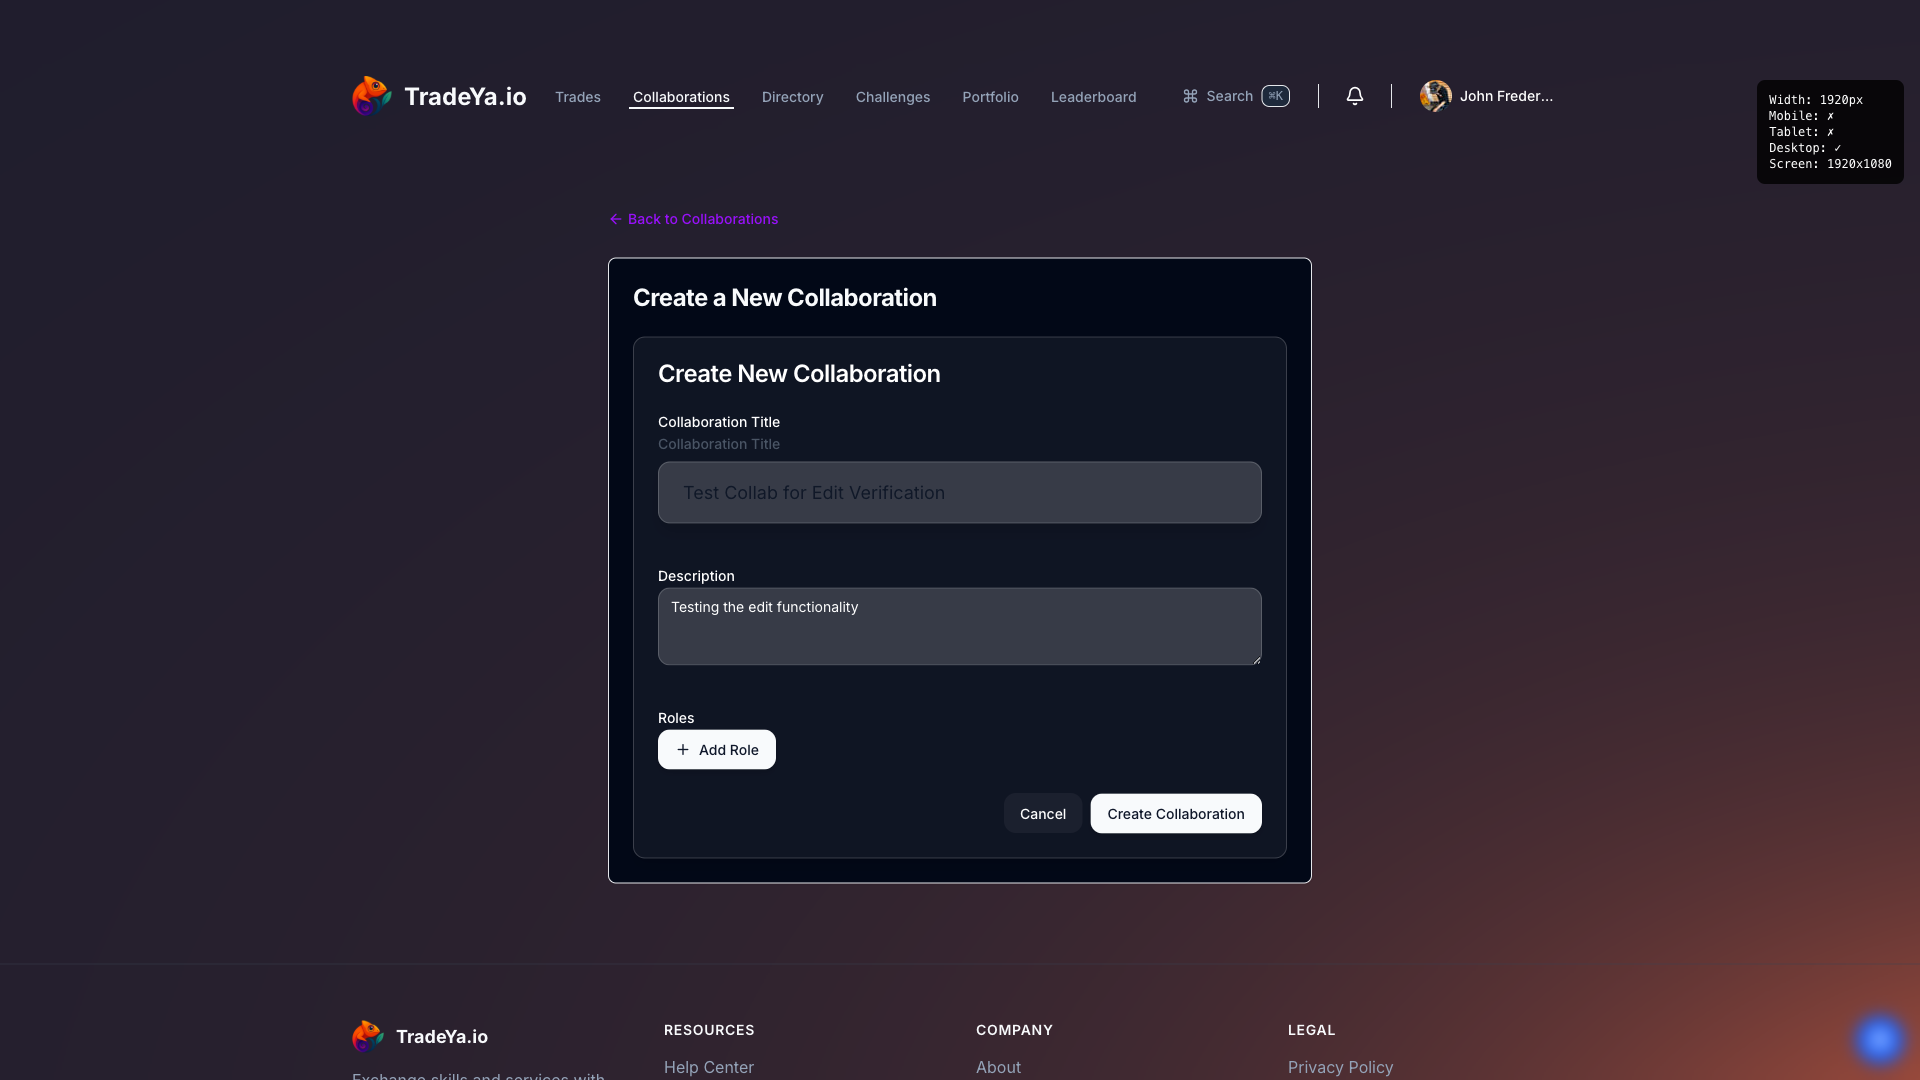 TradeYa.io
Trades
Collaborations
Directory
Challenges
Portfolio
Leaderboard
Search ⌘K
John Freder...
Width: 1920px
Mobile: ✗
Tablet: ✗
Desktop: ✓
Screen: 1920x1080
← Back to Collaborations
Create a New Collaboration
Create New Collaboration
Collaboration Title
Collaboration Title
Test Collab for Edit Verification
Description
Testing the edit functionality
Roles
+ Add Role
Cancel
Create Collaboration
TradeYa.io
Exchange skills and services with
RESOURCES
Help Center
COMPANY
About
LEGAL
Privacy Policy